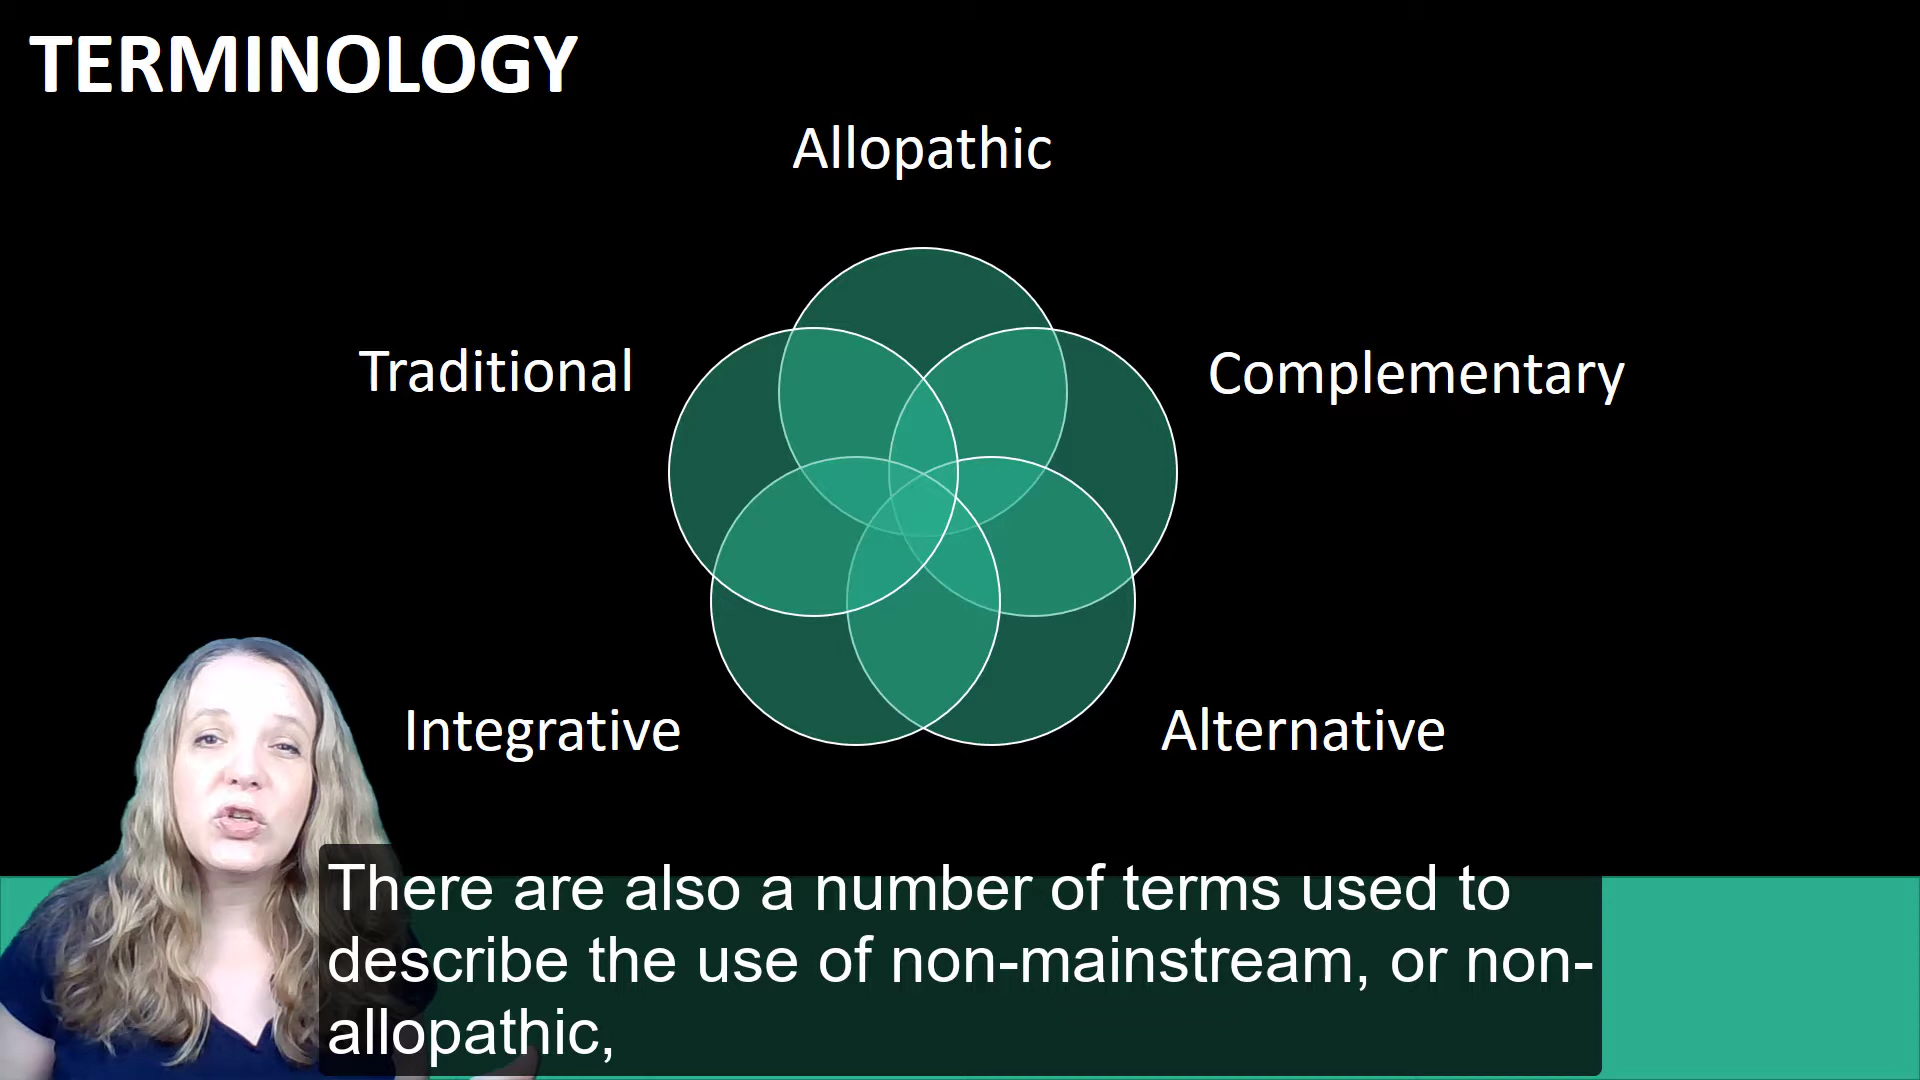 TERMINOLOGY
Allopathic
Traditional
Complementary
Integrative
Alternative
There are also a number of terms used to
describe the use of non-mainstream, or non-
allopathic,